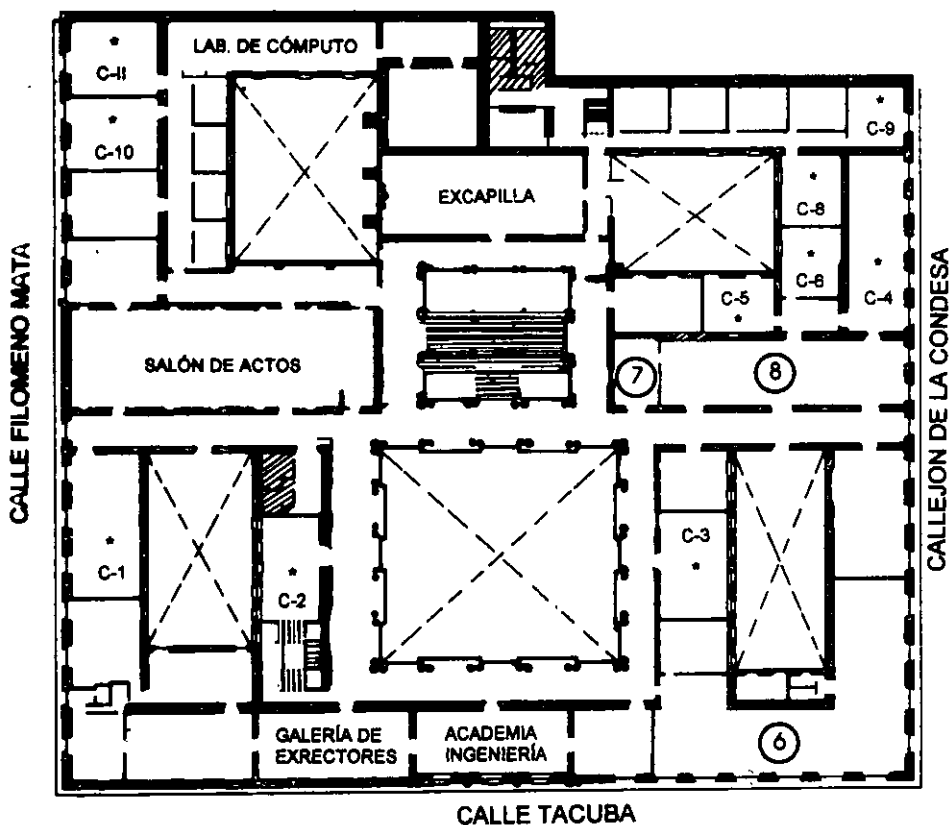 LAB. DE CÓMPUTO
C-11
C-10
C-9
EXCAPILLA
C-8
C-6
C-5
C-4
SALÓN DE ACTOS
7
8
CALLE FILOMENO MATA
CALLEJON DE LA CONDESA
C-1
C-2
C-3
GALERÍA DE
EXRECTORES
ACADEMIA
INGENIERÍA
6
CALLE TACUBA